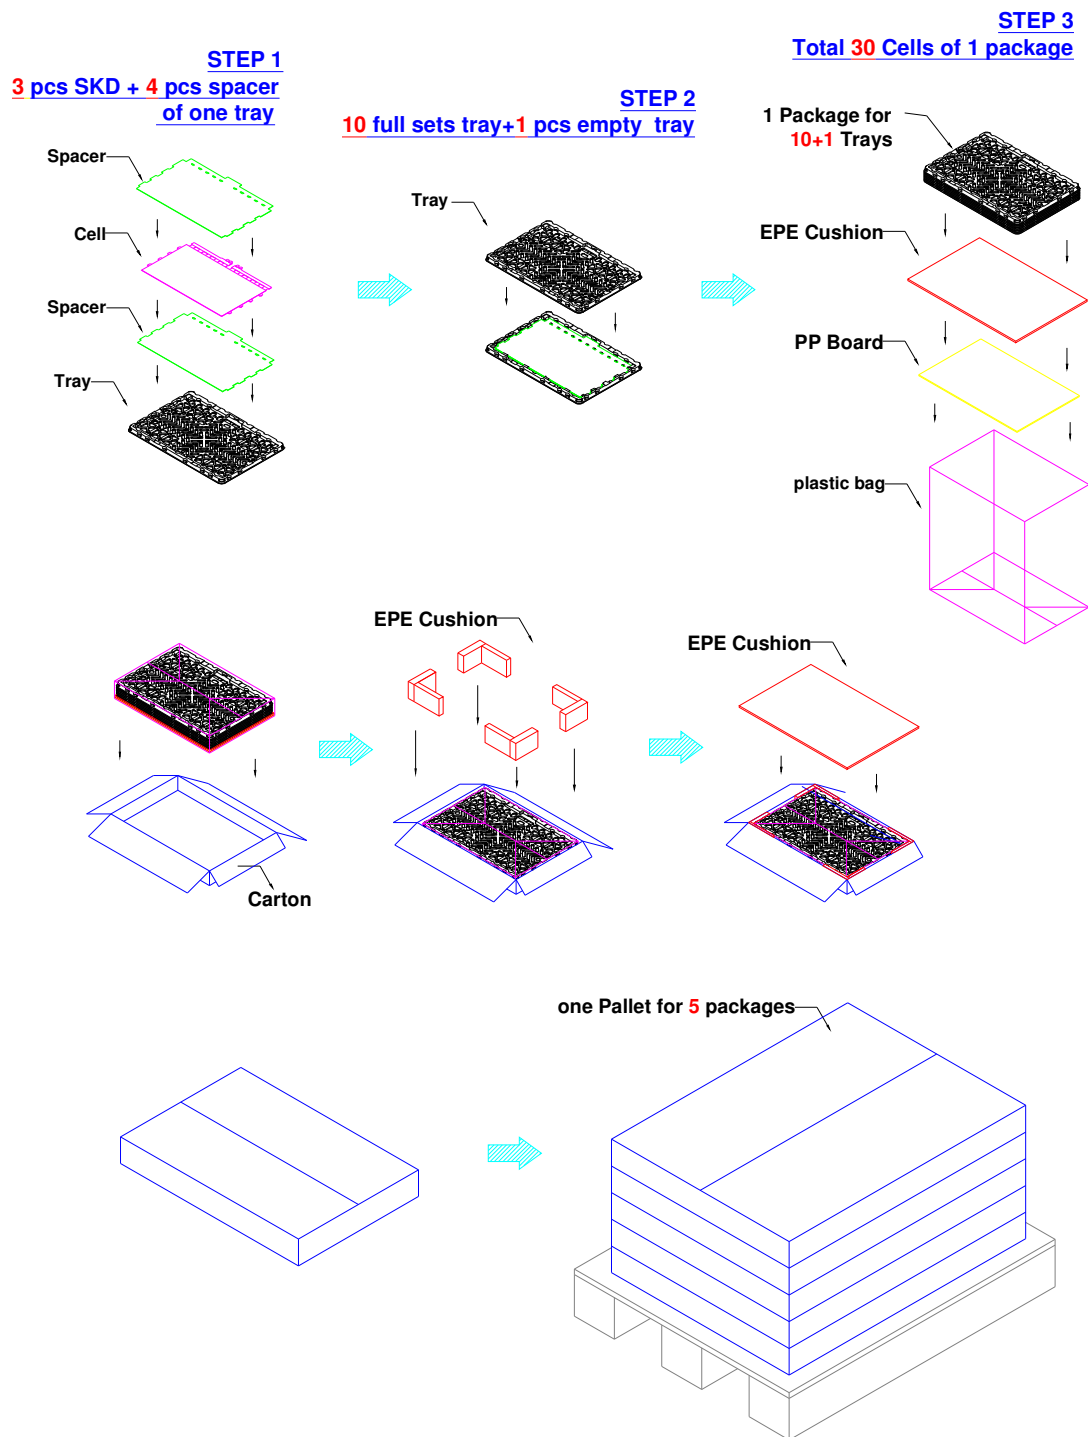 STEP 1
3 pcs SKD + 4 pcs spacer
of one tray
Spacer
Cell
Spacer
Tray
STEP 2
10 full sets tray+1 pcs empty tray
Tray
STEP 3
Total 30 Cells of 1 package
1 Package for
10+1 Trays
EPE Cushion
PP Board
plastic bag
Carton
EPE Cushion
EPE Cushion
one Pallet for 5 packages